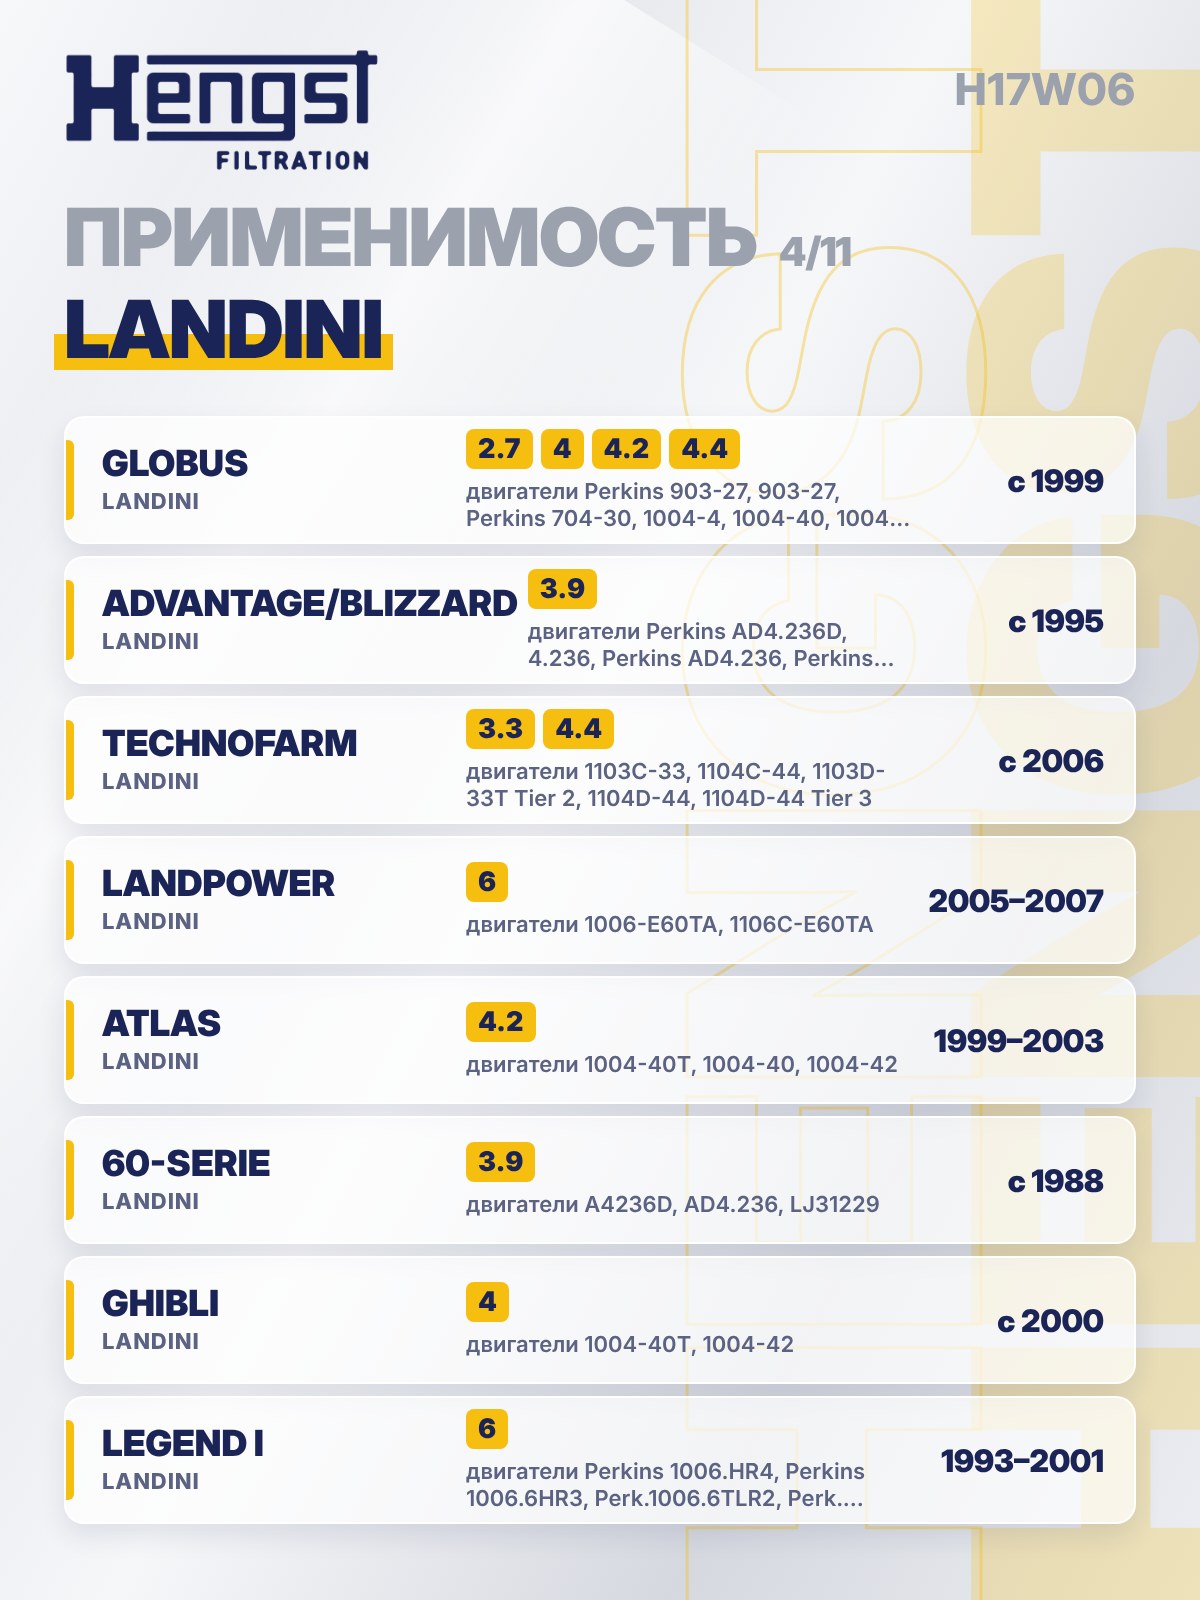 Hengst
FILTRATION
H17W06
ПРИМЕНИМОСТЬ 4/11
LANDINI
GLOBUS
LANDINI
2.7 4 4.2 4.4
двигатели Perkins 903-27, 903-27,
Perkins 704-30, 1004-4, 1004-40, 1004...
с 1999
ADVANTAGE/BLIZZARD
LANDINI
3.9
двигатели Perkins AD4.236D,
4.236, Perkins AD4.236, Perkins...
с 1995
TECHNOFARM
LANDINI
3.3 4.4
двигатели 1103C-33, 1104C-44, 1103D-
33T Tier 2, 1104D-44, 1104D-44 Tier 3
с 2006
LANDPOWER
LANDINI
6
двигатели 1006-E60TA, 1106C-E60TA
2005–2007
ATLAS
LANDINI
4.2
двигатели 1004-40T, 1004-40, 1004-42
1999–2003
60-SERIE
LANDINI
3.9
двигатели A4236D, AD4.236, LJ31229
с 1988
GHIBLI
LANDINI
4
двигатели 1004-40T, 1004-42
с 2000
LEGEND I
LANDINI
6
двигатели Perkins 1006.HR4, Perkins
1006.6HR3, Perk.1006.6TLR2, Perk....
1993–2001
HENGST